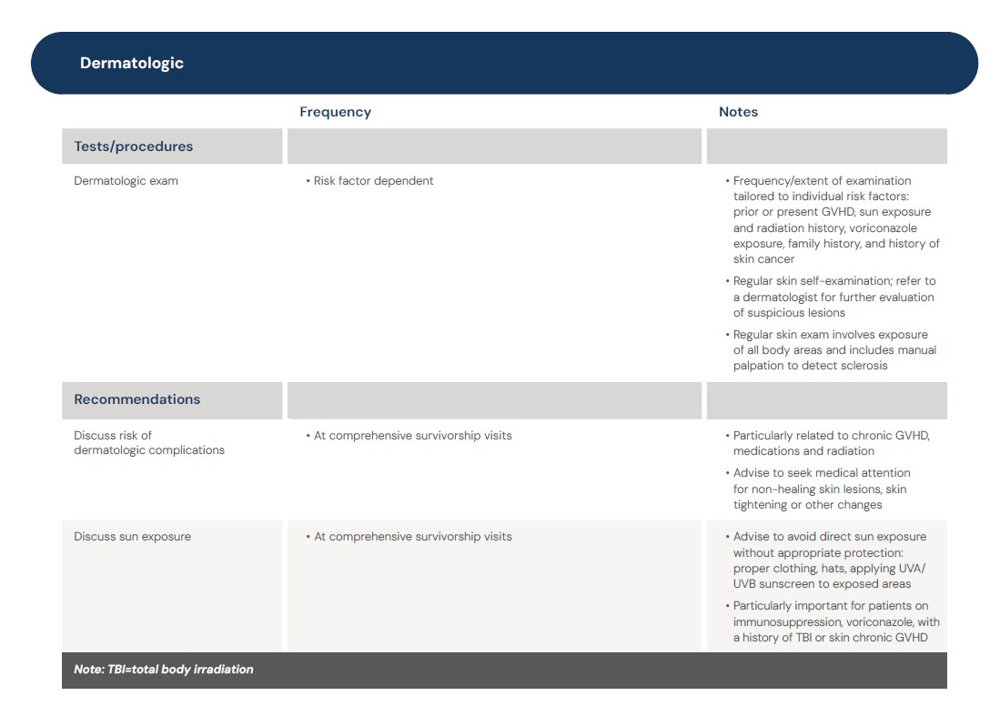 Dermatologic
Frequency
Notes
Tests/procedures
Dermatologic exam
• Risk factor dependent
• Frequency/extent of examination
tailored to individual risk factors:
prior or present GVHD, sun exposure
and radiation history, voriconazole
exposure, family history, and history of
skin cancer
• Regular skin self-examination; refer to
a dermatologist for further evaluation
of suspicious lesions
• Regular skin exam involves exposure
of all body areas and includes manual
palpation to detect sclerosis
Recommendations
Discuss risk of
dermatologic complications
• At comprehensive survivorship visits
• Particularly related to chronic GVHD,
medications and radiation
• Advise to seek medical attention
for non-healing skin lesions, skin
tightening or other changes
Discuss sun exposure
• At comprehensive survivorship visits
• Advise to avoid direct sun exposure
without appropriate protection:
proper clothing, hats, applying UVA/
UVB sunscreen to exposed areas
• Particularly important for patients on
immunosuppression, voriconazole, with
a history of TBI or skin chronic GVHD
Note: TBI=total body irradiation